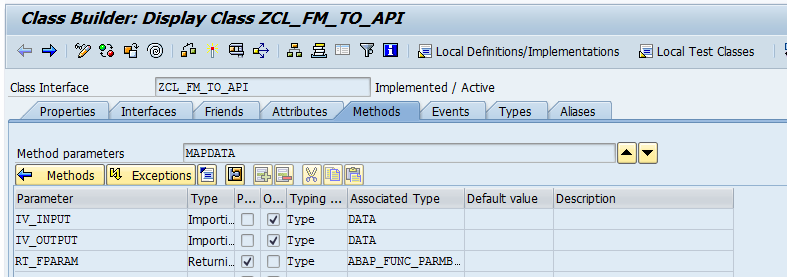 Class Builder: Display Class ZCL_FM_TO_API
Local Definitions/Implementations Local Test Classes
Class Interface ZCL_FM_TO_API Implemented / Active
Properties Interfaces Friends Attributes Methods Events Types Aliases
Method parameters MAPDATA
Methods Exceptions
Parameter Type P... O... Typing ... Associated Type Default value Description
IV_INPUT Importi... Type DATA
IV_OUTPUT Importi... Type DATA
RT_FPARAM Returni... Type ABAP_FUNC_PARMB...